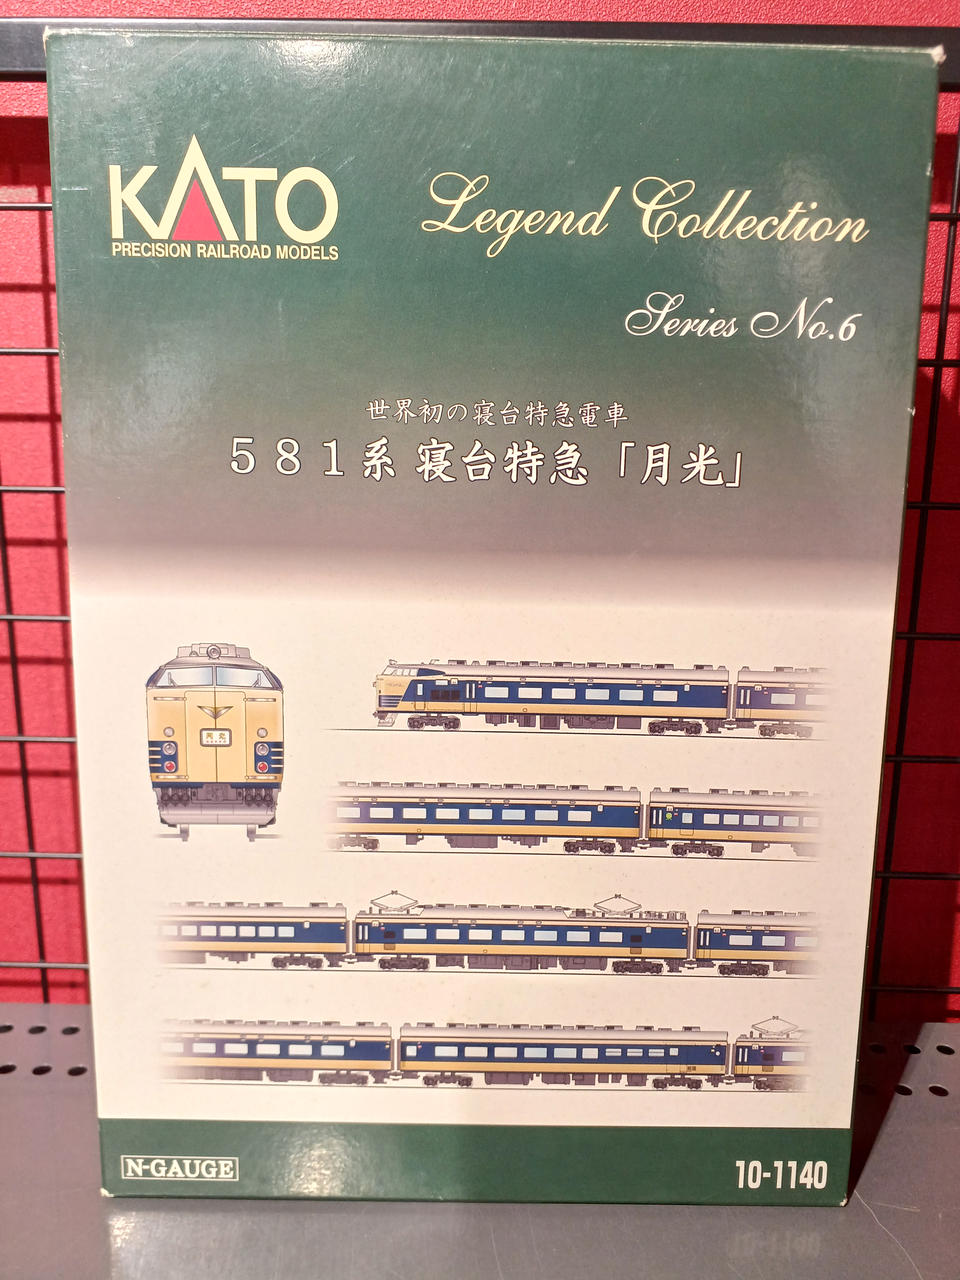 KATO
PRECISION RAILROAD MODELS
Legend Collection
Series No.6
世界初の寝台特急電車
５８１系 寝台特急「月光」
月光
N-GAUGE
10-1140